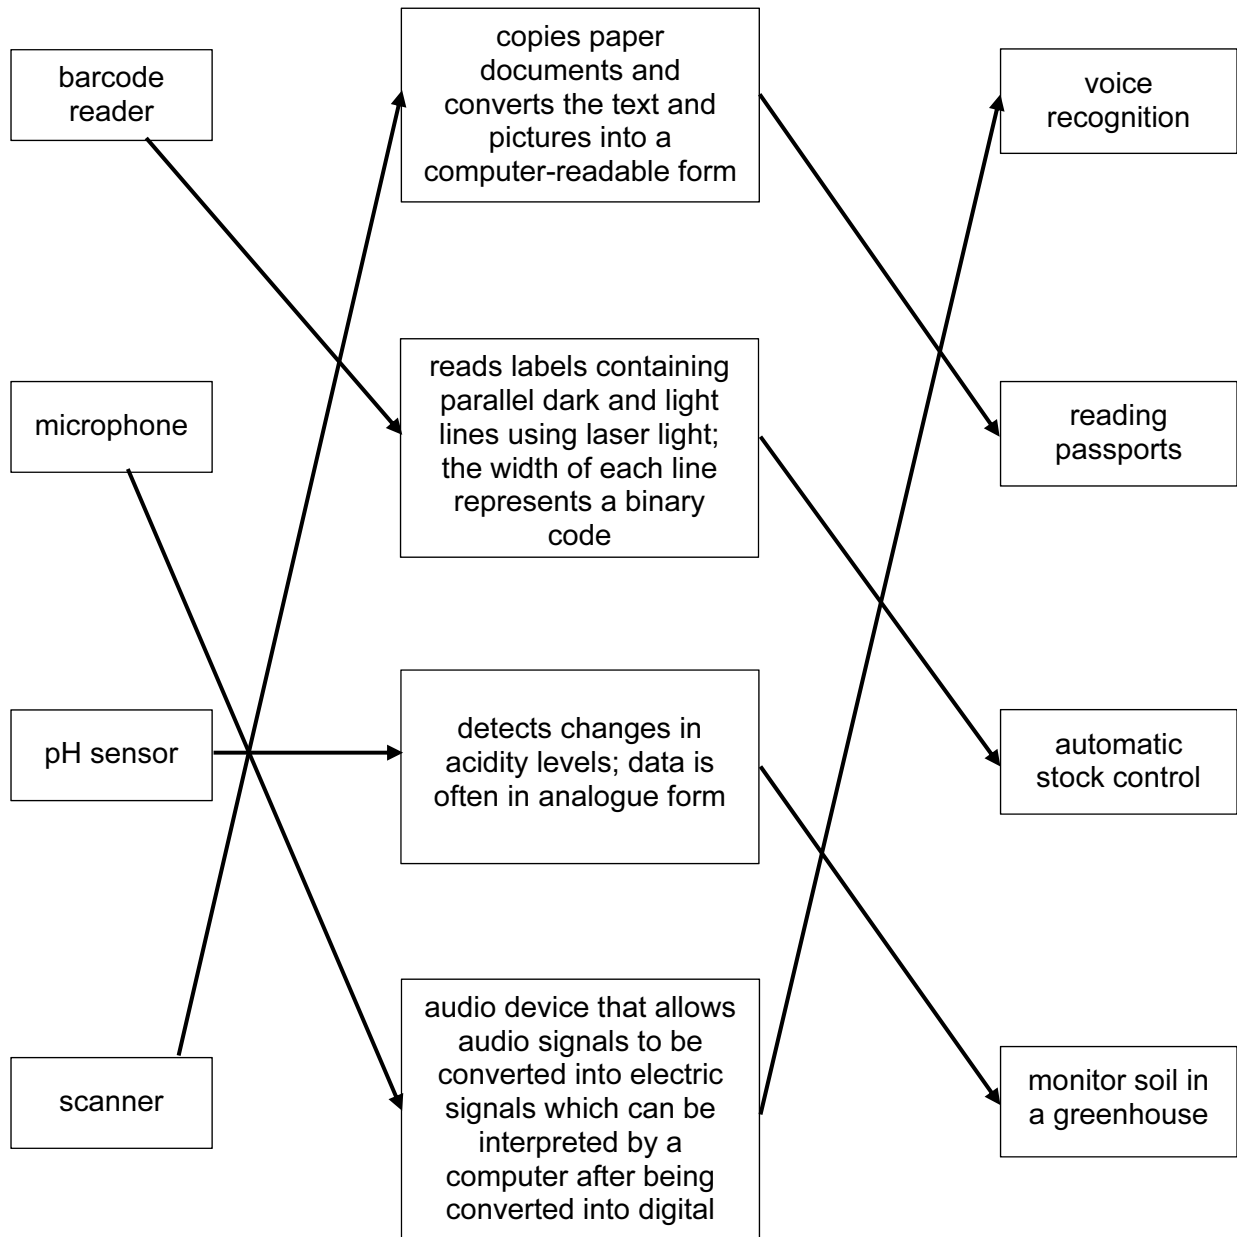 barcode
reader
microphone
pH sensor
scanner
copies paper
documents and
converts the text and
pictures into a
computer-readable form
reads labels containing
parallel dark and light
lines using laser light;
the width of each line
represents a binary
code
detects changes in
acidity levels; data is
often in analogue form
audio device that allows
audio signals to be
converted into electric
signals which can be
interpreted by a
computer after being
converted into digital
voice
recognition
reading
passports
automatic
stock control
monitor soil in
a greenhouse